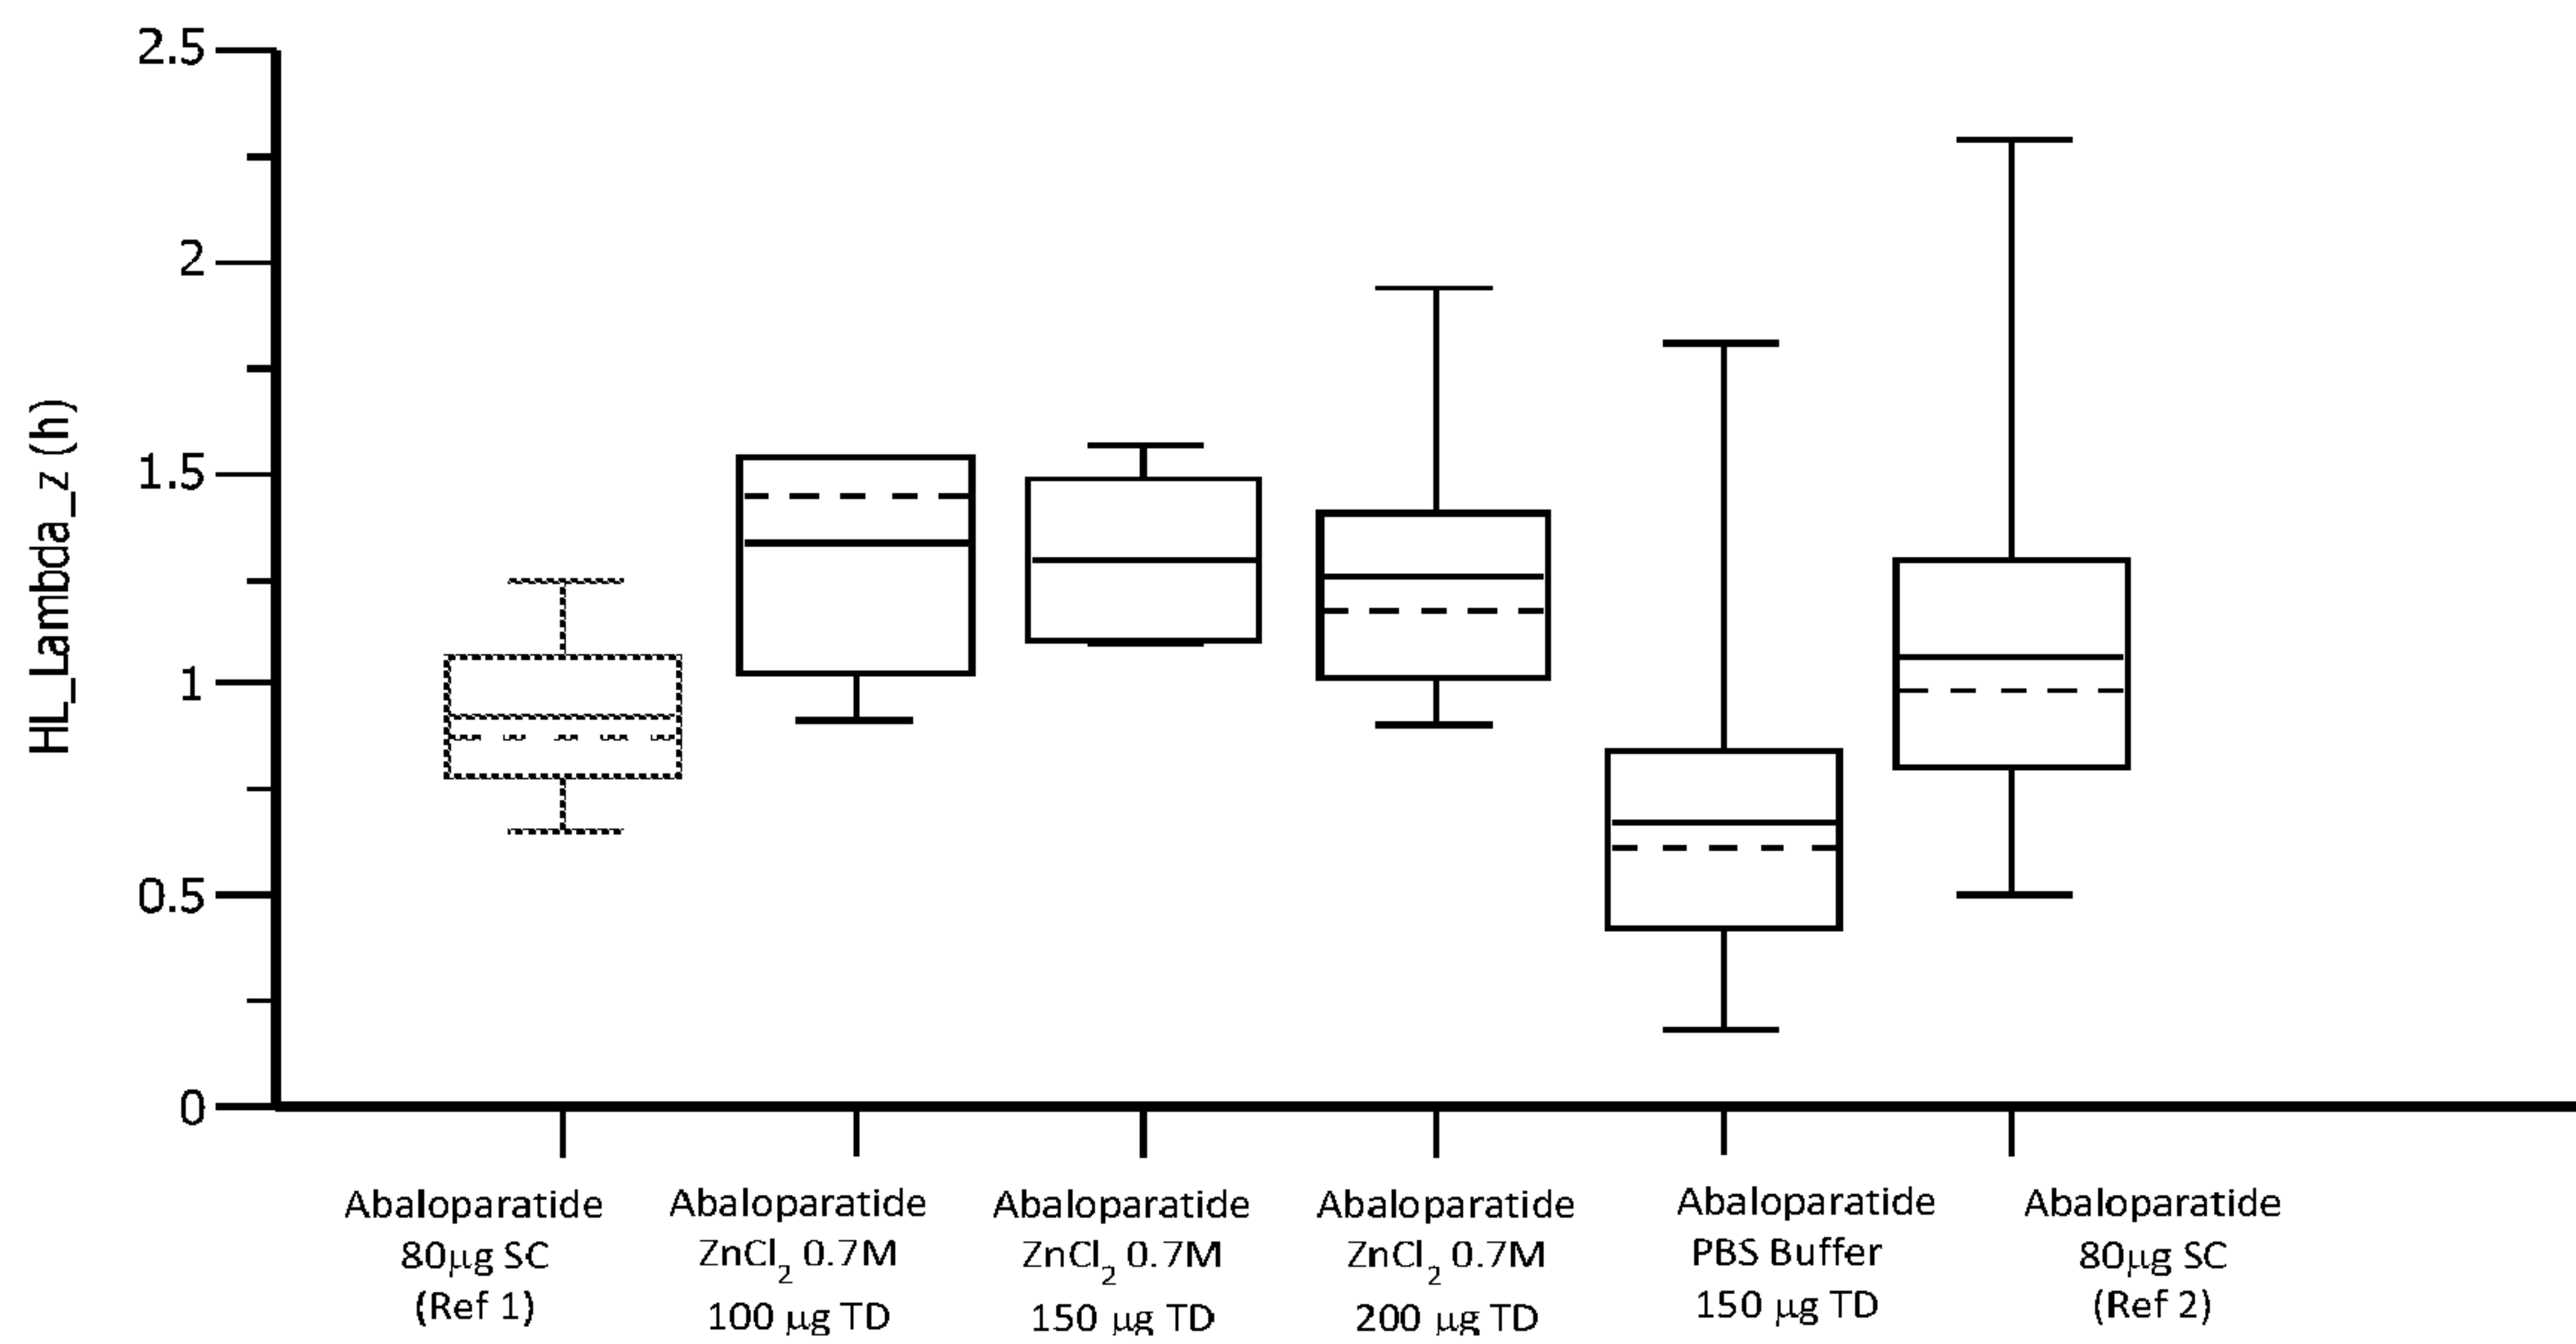 2.5
2
1.5
1
0.5
0
HL_Lambda_z (h)
Abaloparatide
80μg SC
(Ref 1)
Abaloparatide
ZnCl₂ 0.7M
100 μg TD
Abaloparatide
ZnCl₂ 0.7M
150 μg TD
Abaloparatide
ZnCl₂ 0.7M
200 μg TD
Abaloparatide
PBS Buffer
150 μg TD
Abaloparatide
80μg SC
(Ref 2)